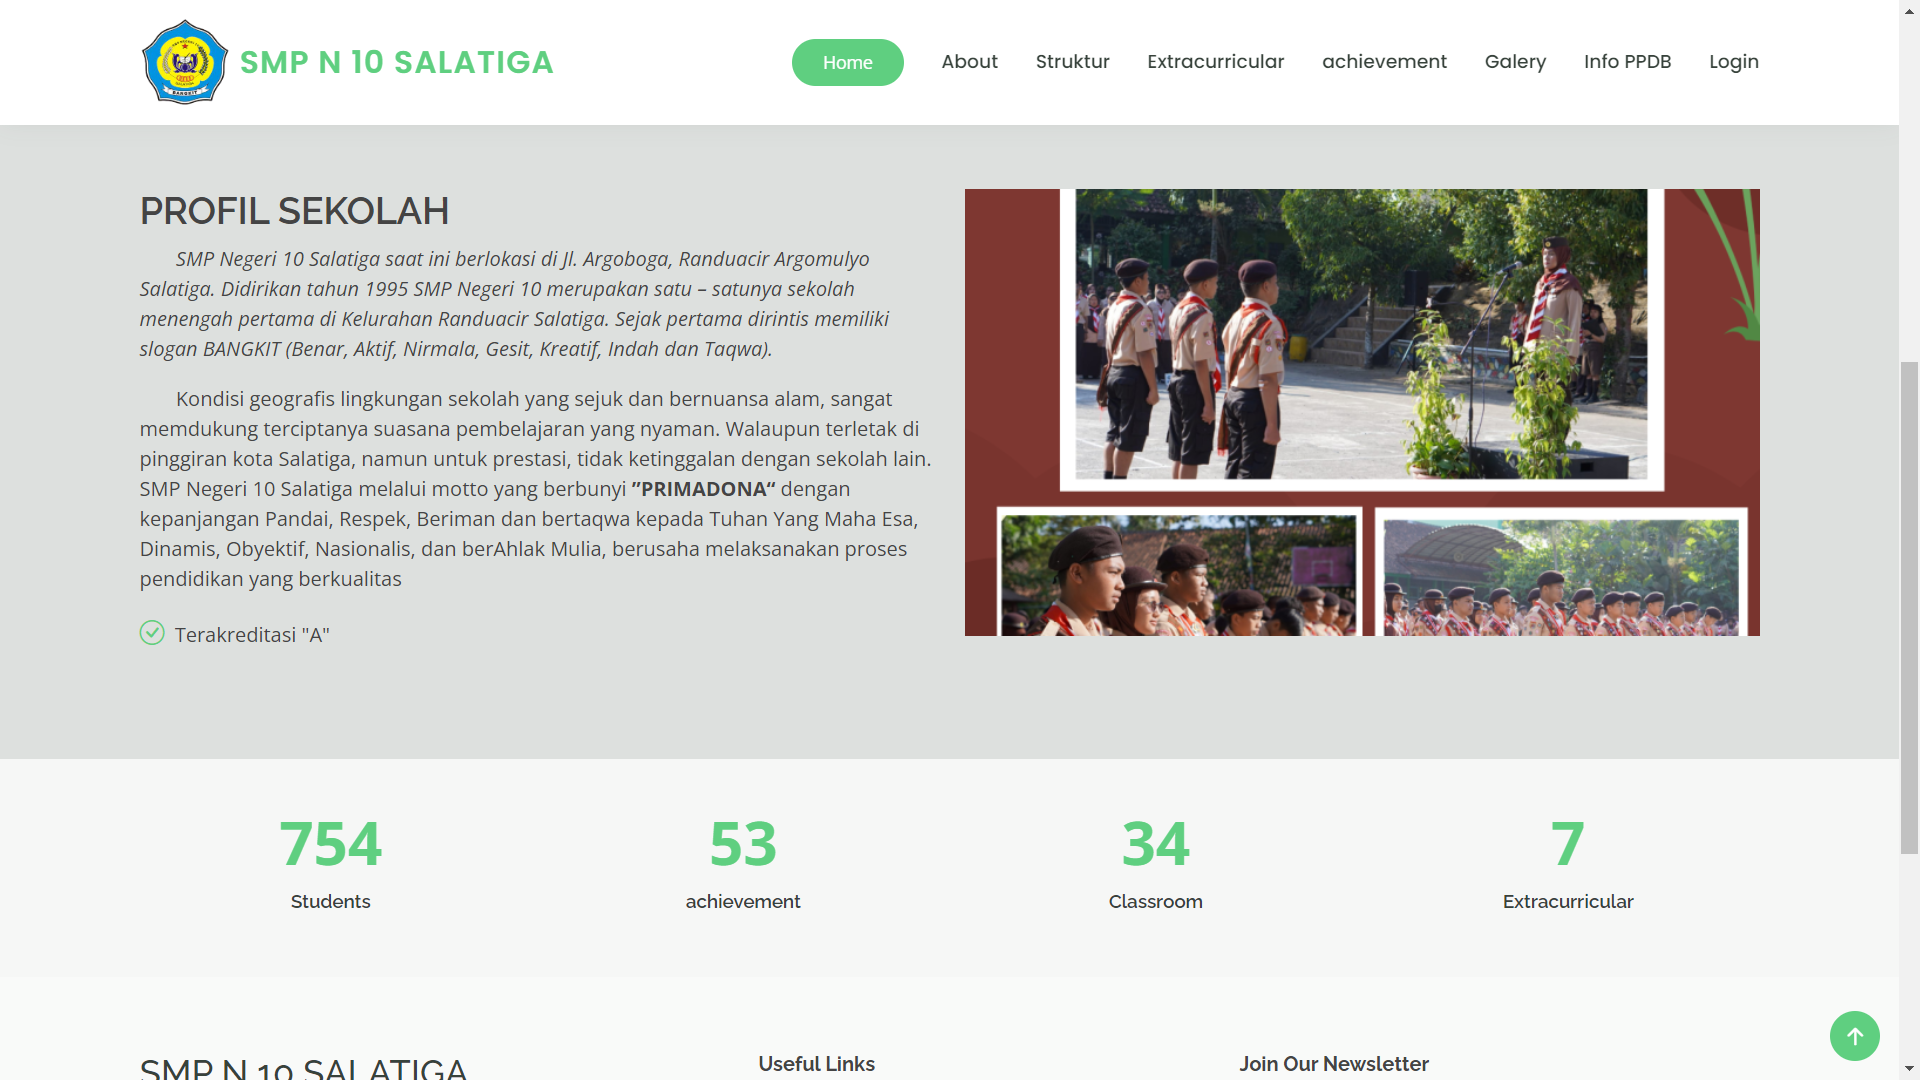 SMP N 10 SALATIGA
Home
About
Struktur
Extracurricular
achievement
Galery
Info PPDB
Login
BANGKIT
PROFIL SEKOLAH
SMP Negeri 10 Salatiga saat ini berlokasi di Jl. Argoboga, Randuacir Argomulyo
Salatiga. Didirikan tahun 1995 SMP Negeri 10 merupakan satu – satunya sekolah
menengah pertama di Kelurahan Randuacir Salatiga. Sejak pertama dirintis memiliki
slogan BANGKIT (Benar, Aktif, Nirmala, Gesit, Kreatif, Indah dan Taqwa).
Kondisi geografis lingkungan sekolah yang sejuk dan bernuansa alam, sangat
memdukung terciptanya suasana pembelajaran yang nyaman. Walaupun terletak di
pinggiran kota Salatiga, namun untuk prestasi, tidak ketinggalan dengan sekolah lain.
SMP Negeri 10 Salatiga melalui motto yang berbunyi ”PRIMADONA“ dengan
kepanjangan Pandai, Respek, Beriman dan bertaqwa kepada Tuhan Yang Maha Esa,
Dinamis, Obyektif, Nasionalis, dan berAhlak Mulia, berusaha melaksanakan proses
pendidikan yang berkualitas
Terakreditasi "A"
754
Students
53
achievement
34
Classroom
7
Extracurricular
SMP N 10 SALATIGA
Useful Links
Join Our Newsletter